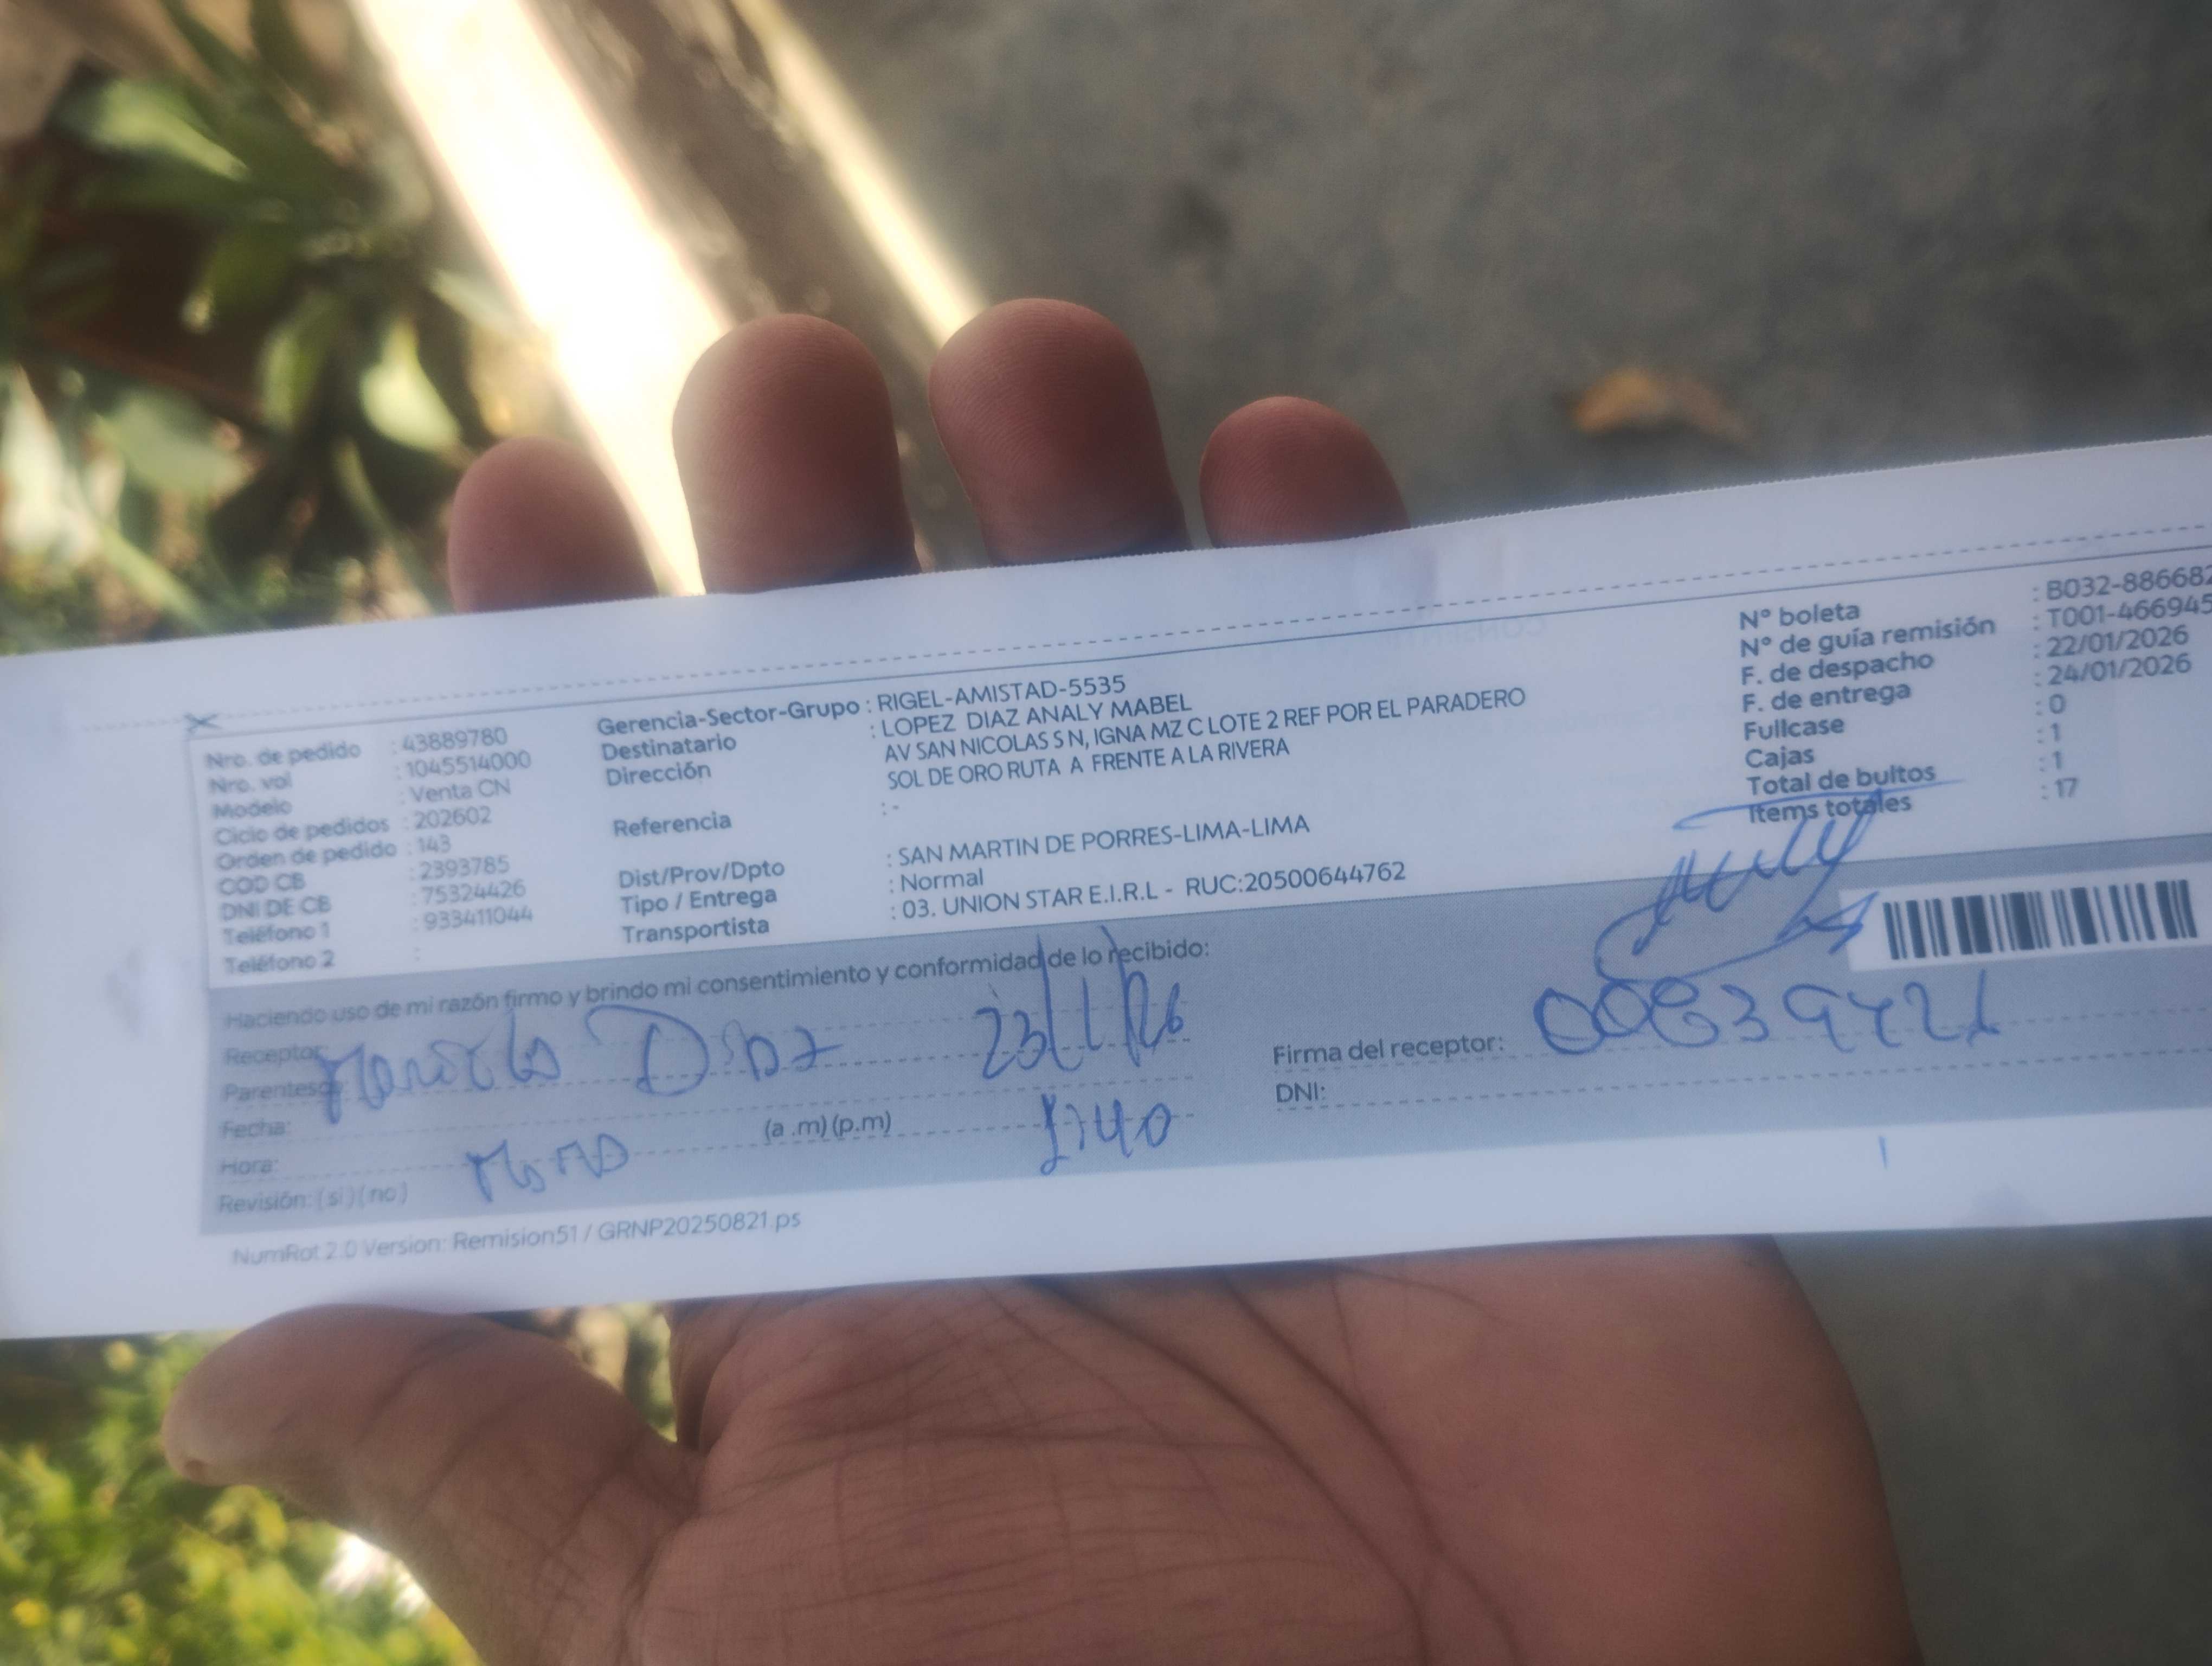 Nro. de pedido : 43889780
Nro. val : 1045514000
Modelo : Venta CN
Ciclo de pedidos : 202602
Orden de pedido : 143
COD CB : 2393785
DNI DE CB : 75324426
Teléfono 1 : 933411044
Teléfono 2 :
Gerencia-Sector-Grupo : RIGEL-AMISTAD-5535
Destinatario : LOPEZ DIAZ ANALY MABEL
Dirección AV SAN NICOLAS S N, IGNA MZ C LOTE 2 REF POR EL PARADERO
SOL DE ORO RUTA A FRENTE A LA RIVERA
Referencia : -
Dist/Prov/Dpto : SAN MARTIN DE PORRES-LIMA-LIMA
Tipo / Entrega : Normal
Transportista : 03. UNION STAR E.I.R.L - RUC:20500644762
N° boleta : B032-886682
N° de guía remisión : T001-466945
F. de despacho : 22/01/2026
F. de entrega : 24/01/2026
Fullcase : 0
Cajas : 1
Total de bultos : 1
Items totales : 17
Haciendo uso de mi razón firmo y brindo mi consentimiento y conformidad de lo recibido:
Receptor:
Parentesco: Diaz 23/1/26
Fecha:
Hora: (a .m) (p.m)
Revisión: (si) (no)
Firma del receptor:
DNI:
NumRot 2.0 Version: Remision51 / GRNP20250821.ps